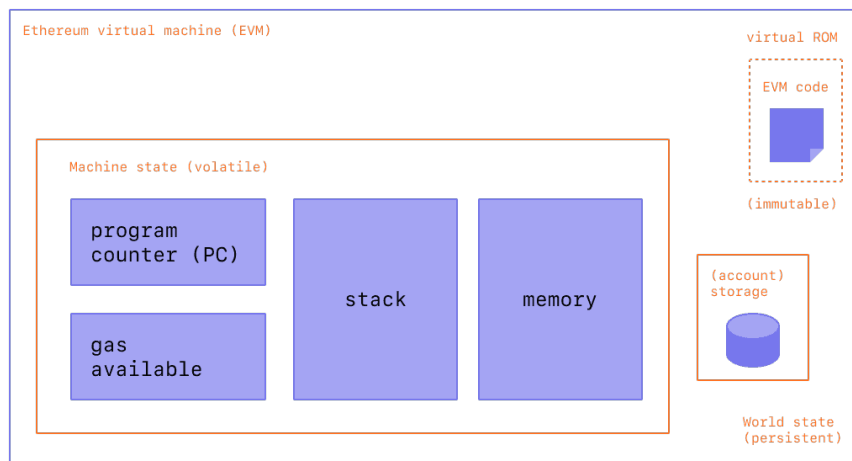 Ethereum virtual machine (EVM)
virtual ROM
EVM code
(immutable)
Machine state (volatile)
program
counter (PC)
gas
available
stack
memory
(account)
storage
World state
(persistent)